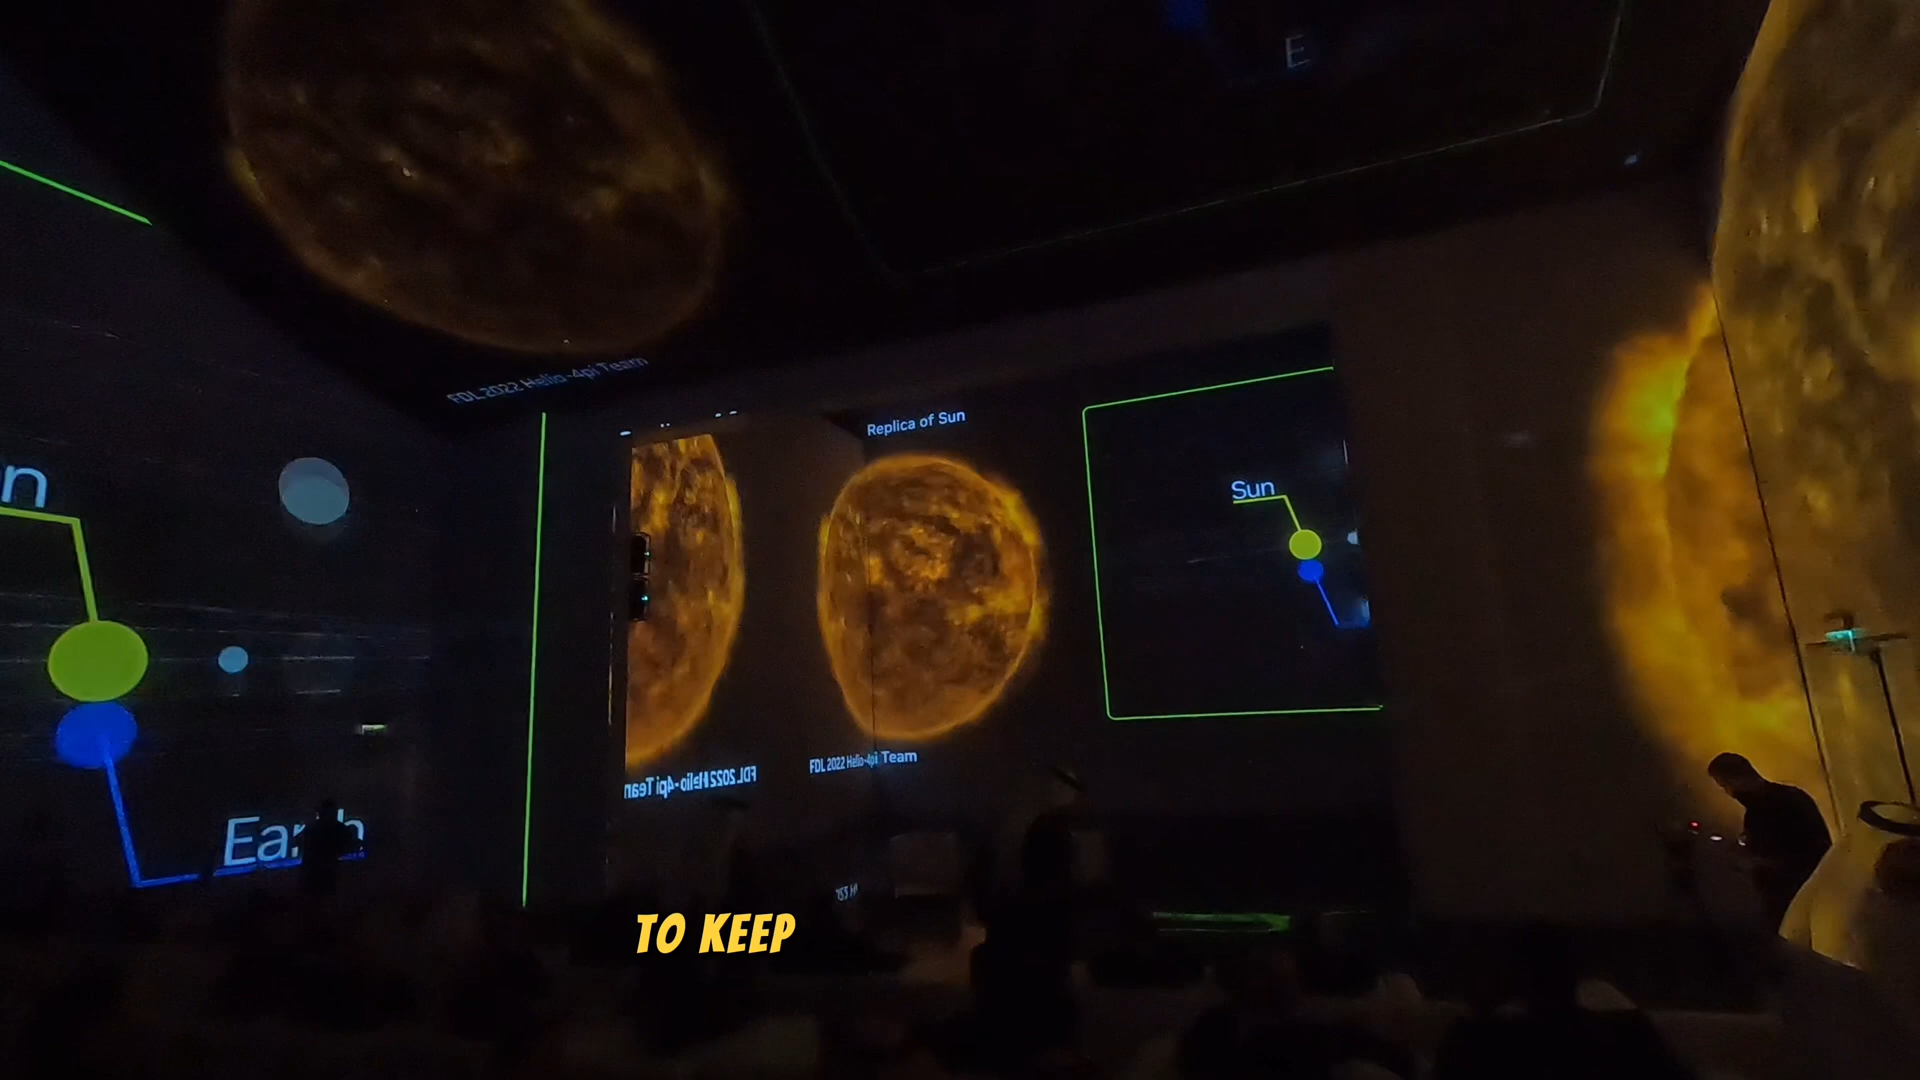 E
FDL 2022 Helio-4pi Team
Replica of Sun
n
Sun
FDL 2022 Helio-4pi Team
FDL 2022 Helio-4pi Team
Earth
TO KEEP